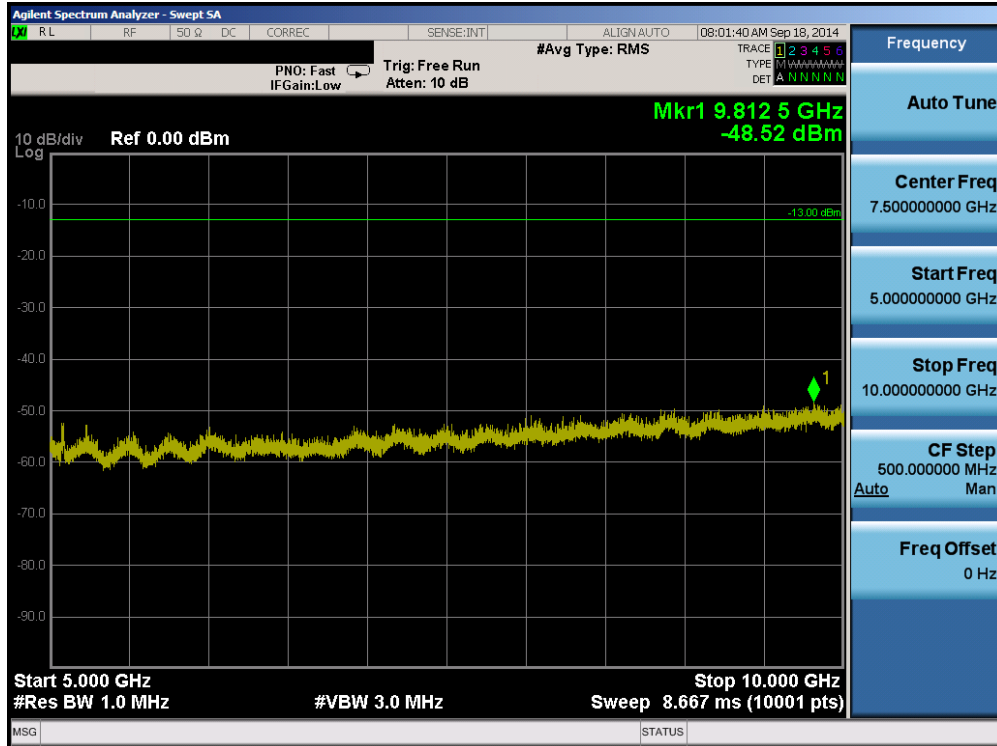 Agilent Spectrum Analyzer - Swept SA
LXI RL RF 50 Ω DC CORREC SENSE:INT ALIGN AUTO 08:01:40 AM Sep 18, 2014
#Avg Type: RMS
TRACE 1 2 3 4 5 6
TYPE M
DET A N N N N N
PNO: Fast
IFGain:Low
Trig: Free Run
Atten: 10 dB
Mkr1 9.812 5 GHz
-48.52 dBm
10 dB/div Ref 0.00 dBm
Log
-10.0
-13.00 dBm
-20.0
-30.0
-40.0
1
-50.0
-60.0
-70.0
-80.0
-90.0
Start 5.000 GHz Stop 10.000 GHz
#Res BW 1.0 MHz #VBW 3.0 MHz Sweep 8.667 ms (10001 pts)
MSG STATUS
Frequency
Auto Tune
Center Freq
7.500000000 GHz
Start Freq
5.000000000 GHz
Stop Freq
10.000000000 GHz
CF Step
500.000000 MHz
Auto Man
Freq Offset
0 Hz